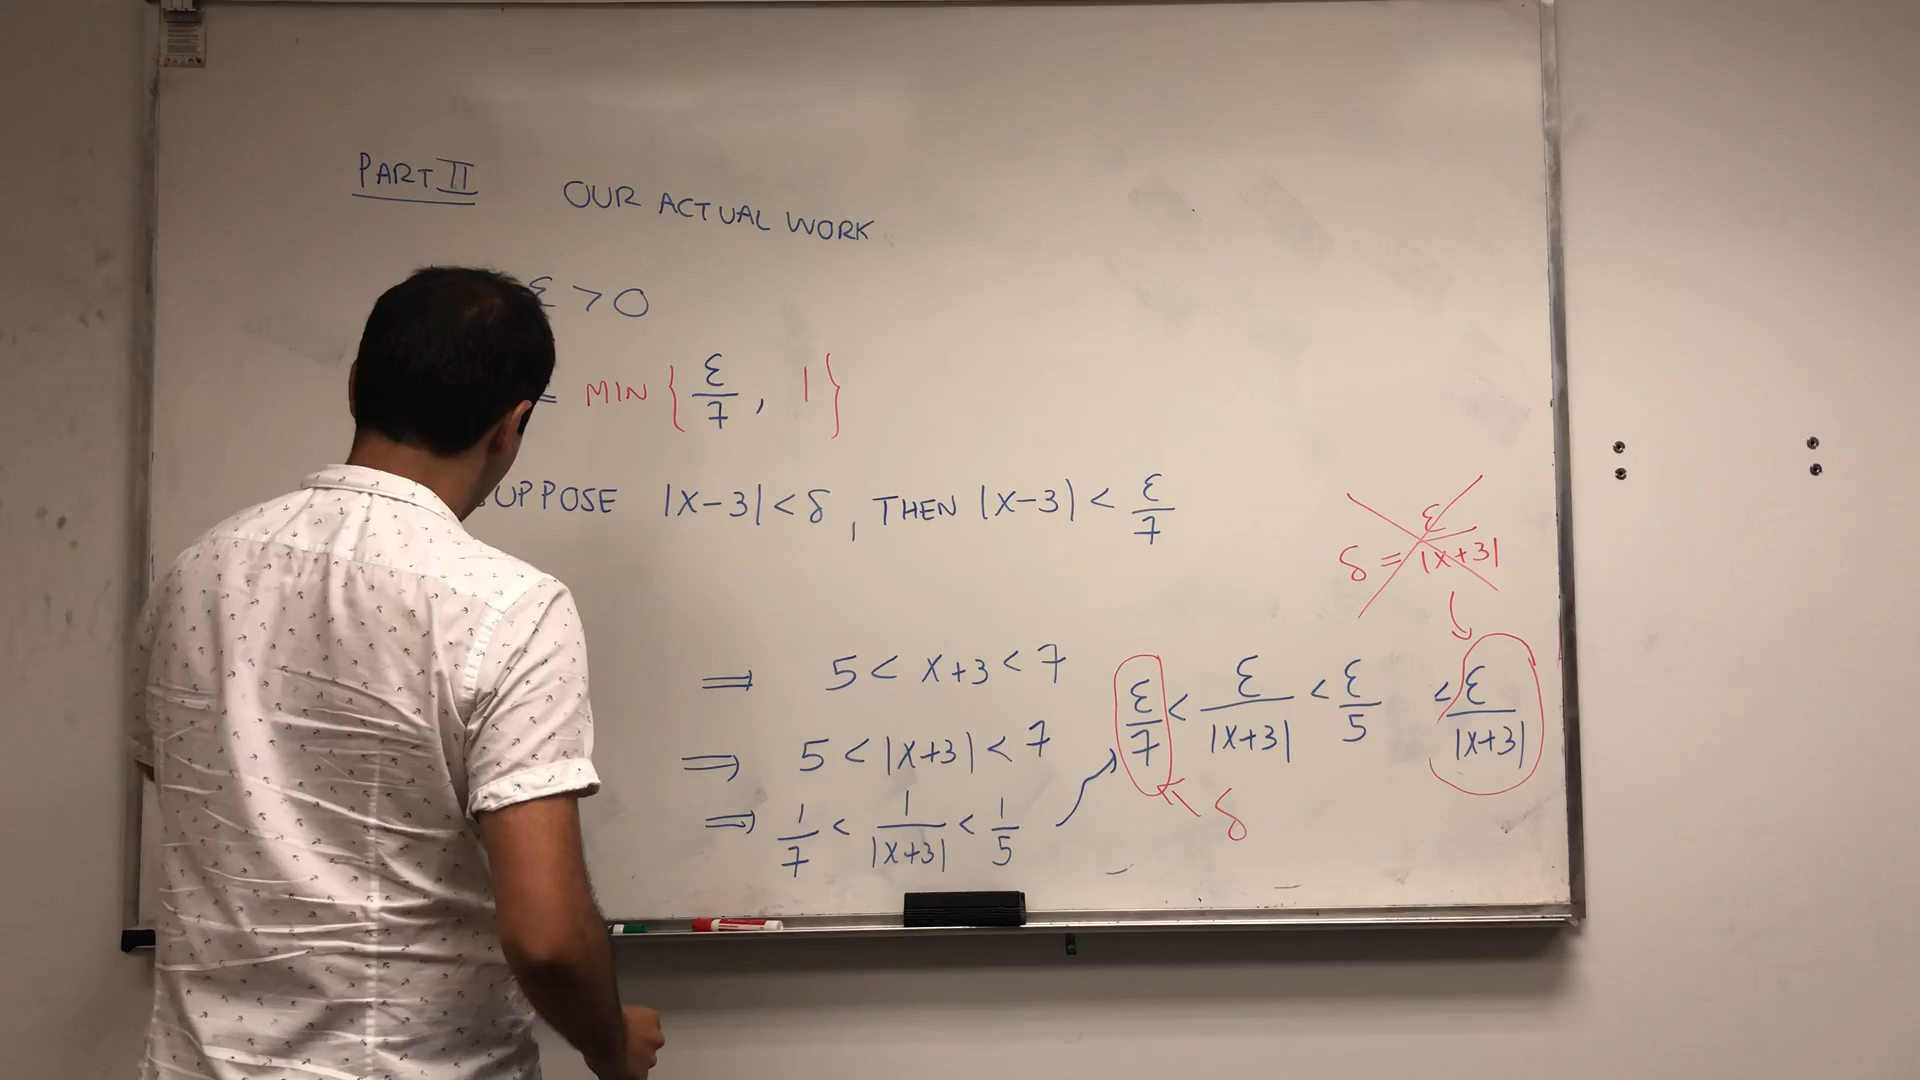 PART II OUR ACTUAL WORK
ε > 0
= MIN { ε/7 , 1 }
SUPPOSE |x-3| < δ , THEN |x-3| < ε/7
δ = ε/|x+3|
⟹ 5 < x+3 < 7
ε/7 < ε/|x+3| < ε/5 < ε/|x+3|
⟹ 5 < |x+3| < 7
⟹ 1/7 < 1/|x+3| < 1/5
δ